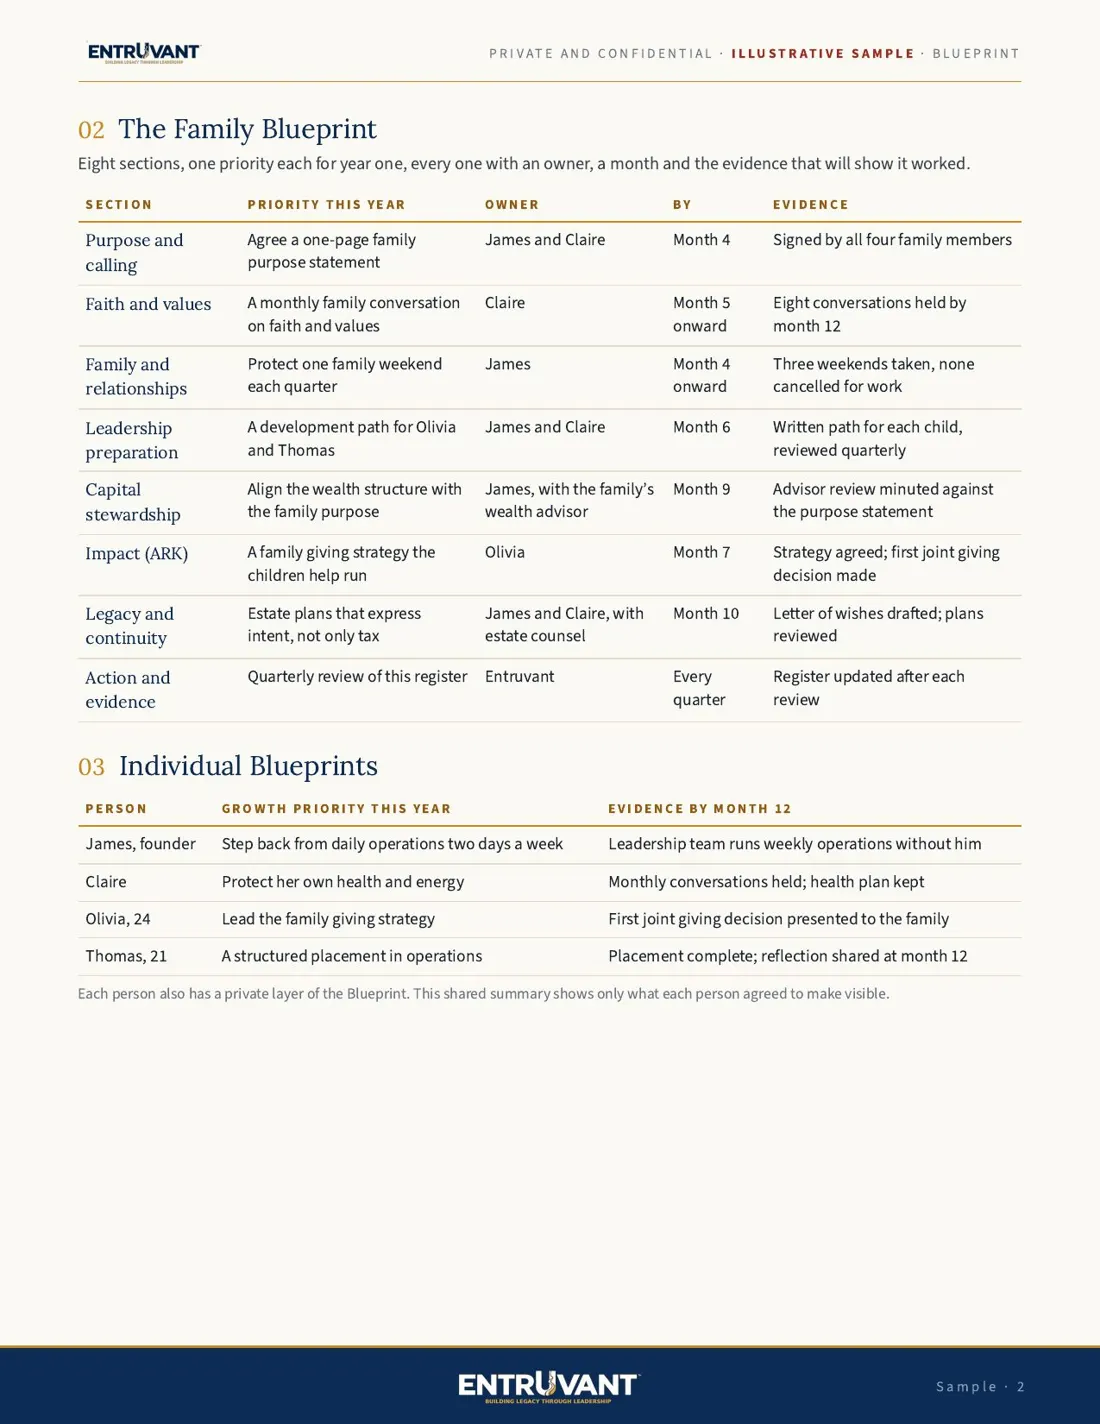 ENTRUVANT
BUILDING LEGACY THROUGH LEADERSHIP
PRIVATE AND CONFIDENTIAL · ILLUSTRATIVE SAMPLE · BLUEPRINT
02 The Family Blueprint
Eight sections, one priority each for year one, every one with an owner, a month and the evidence that will show it worked.
SECTION PRIORITY THIS YEAR OWNER BY EVIDENCE
Purpose and Agree a one-page family James and Claire Month 4 Signed by all four family members
calling purpose statement
Faith and values A monthly family conversation Claire Month 5 Eight conversations held by
on faith and values onward month 12
Family and Protect one family weekend James Month 4 Three weekends taken, none
relationships each quarter onward cancelled for work
Leadership A development path for Olivia James and Claire Month 6 Written path for each child,
preparation and Thomas reviewed quarterly
Capital Align the wealth structure with James, with the family’s Month 9 Advisor review minuted against
stewardship the family purpose wealth advisor the purpose statement
Impact (ARK) A family giving strategy the Olivia Month 7 Strategy agreed; first joint giving
children help run decision made
Legacy and Estate plans that express James and Claire, with Month 10 Letter of wishes drafted; plans
continuity intent, not only tax estate counsel reviewed
Action and Quarterly review of this register Entruvant Every Register updated after each
evidence quarter review
03 Individual Blueprints
PERSON GROWTH PRIORITY THIS YEAR EVIDENCE BY MONTH 12
James, founder Step back from daily operations two days a week Leadership team runs weekly operations without him
Claire Protect her own health and energy Monthly conversations held; health plan kept
Olivia, 24 Lead the family giving strategy First joint giving decision presented to the family
Thomas, 21 A structured placement in operations Placement complete; reflection shared at month 12
Each person also has a private layer of the Blueprint. This shared summary shows only what each person agreed to make visible.
ENTRUVANT
BUILDING LEGACY THROUGH LEADERSHIP
Sample · 2